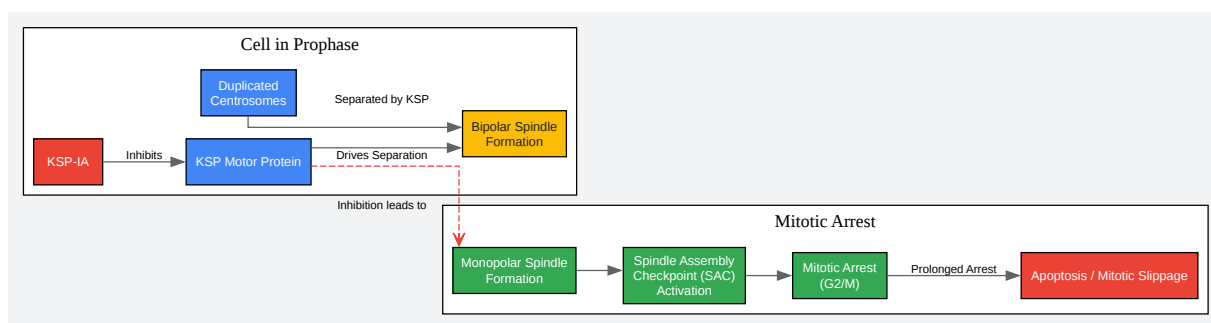 Cell in Prophase
Duplicated
Centrosomes
Separated by KSP
Bipolar Spindle
Formation
KSP-IA
Inhibits
KSP Motor Protein
Drives Separation
Inhibition leads to
Mitotic Arrest
Monopolar Spindle
Formation
Spindle Assembly
Checkpoint (SAC)
Activation
Mitotic Arrest
(G2/M)
Prolonged Arrest
Apoptosis / Mitotic Slippage